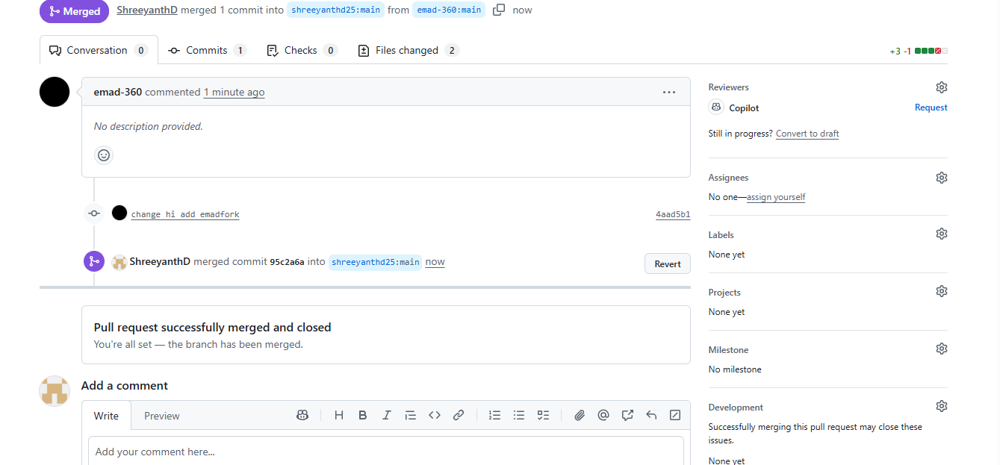 Merged ShreeyanthD merged 1 commit into shreeyanthd25:main from emad-360:main now
Conversation 0 Commits 1 Checks 0 Files changed 2
+3 -1
emad-360 commented 1 minute ago
No description provided.
change hi add emadfork 4aad5b1
ShreeyanthD merged commit 95c2a6a into shreeyanthd25:main now
Revert
Pull request successfully merged and closed
You're all set — the branch has been merged.
Add a comment
Write Preview
Add your comment here...
Reviewers
Copilot Request
Still in progress? Convert to draft
Assignees
No one—assign yourself
Labels
None yet
Projects
None yet
Milestone
No milestone
Development
Successfully merging this pull request may close these
issues.
None yet